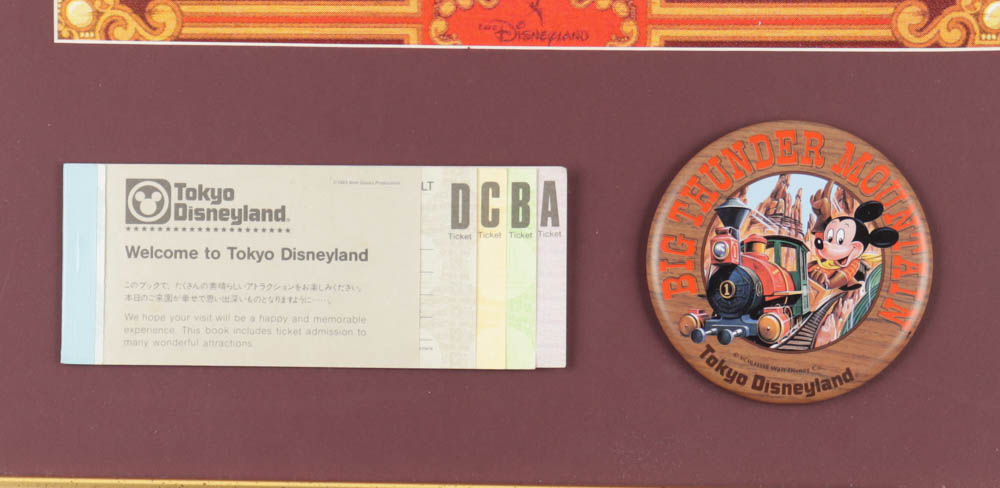 DISNEYLAND
Tokyo
Disneyland
Welcome to Tokyo Disneyland
このブックで、たくさんの素晴らしいアトラクションをお楽しみください。
本日のご来園が幸せで思い出深いものとなりますように……。
We hope your visit will be a happy and memorable
experience. This book includes ticket admission to
many wonderful attractions.
LT
D C B A
Ticket Ticket Ticket Ticket
BIG THUNDER MOUNTAIN
1
Tokyo Disneyland